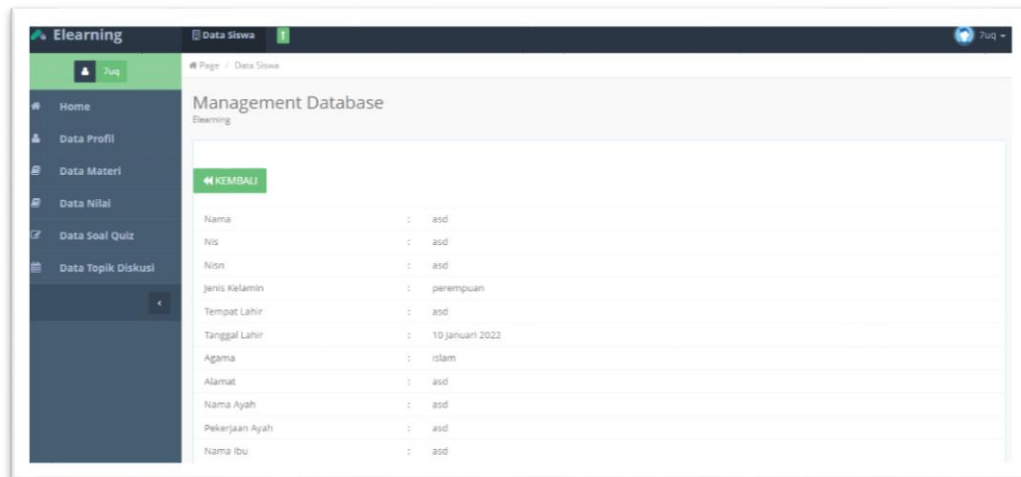 Elearning
Data Siswa
7uq
7uq
Page / Data Siswa
Home
Data Profil
Data Materi
Data Nilai
Data Soal Quiz
Data Topik Diskusi
Management Database
Elearning
KEMBALI
Nama : asd
Nis : asd
Nisn : asd
Jenis Kelamin : perempuan
Tempat Lahir : asd
Tanggal Lahir : 10 Januari 2022
Agama : islam
Alamat : asd
Nama Ayah : asd
Pekerjaan Ayah : asd
Nama Ibu : asd